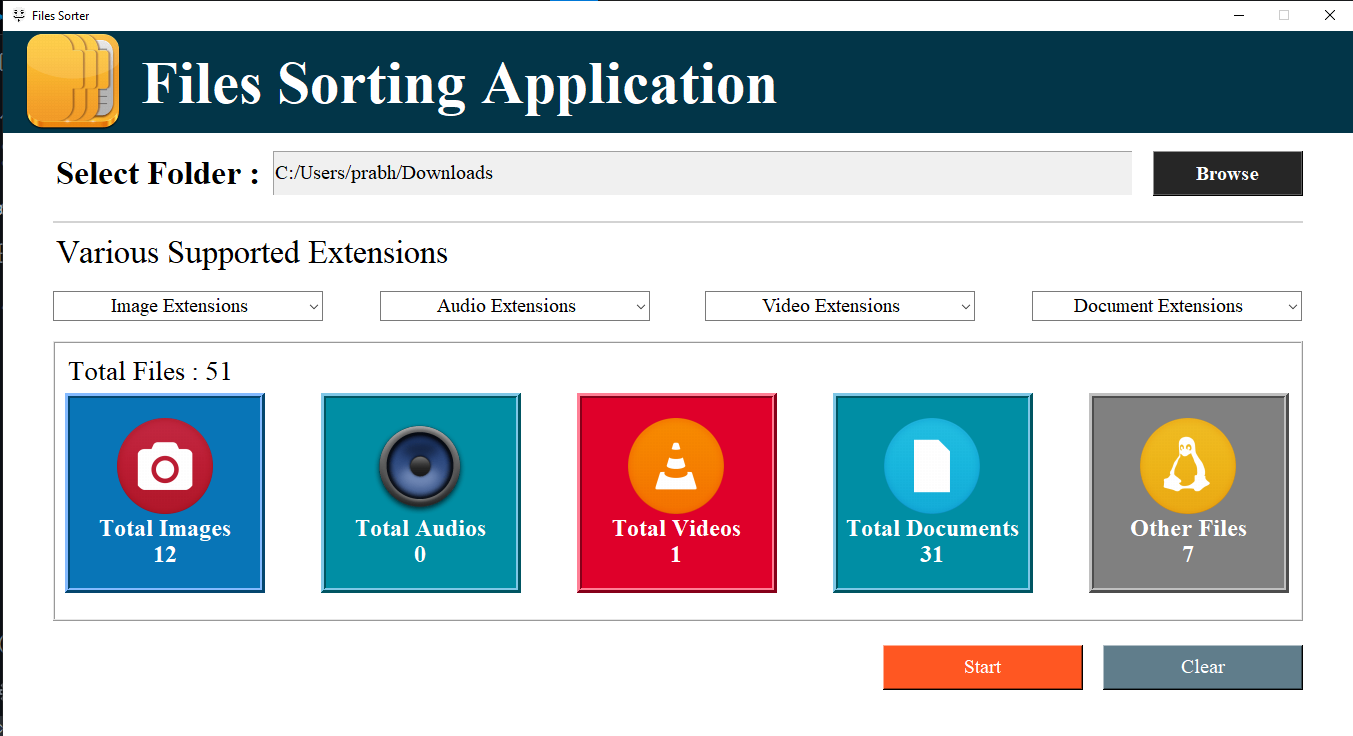 Files Sorter
Files Sorting Application
Select Folder : C:/Users/prabh/Downloads Browse
Various Supported Extensions
Image Extensions Audio Extensions Video Extensions Document Extensions
Total Files : 51
Total Images Total Audios Total Videos Total Documents Other Files
12 0 1 31 7
Start Clear